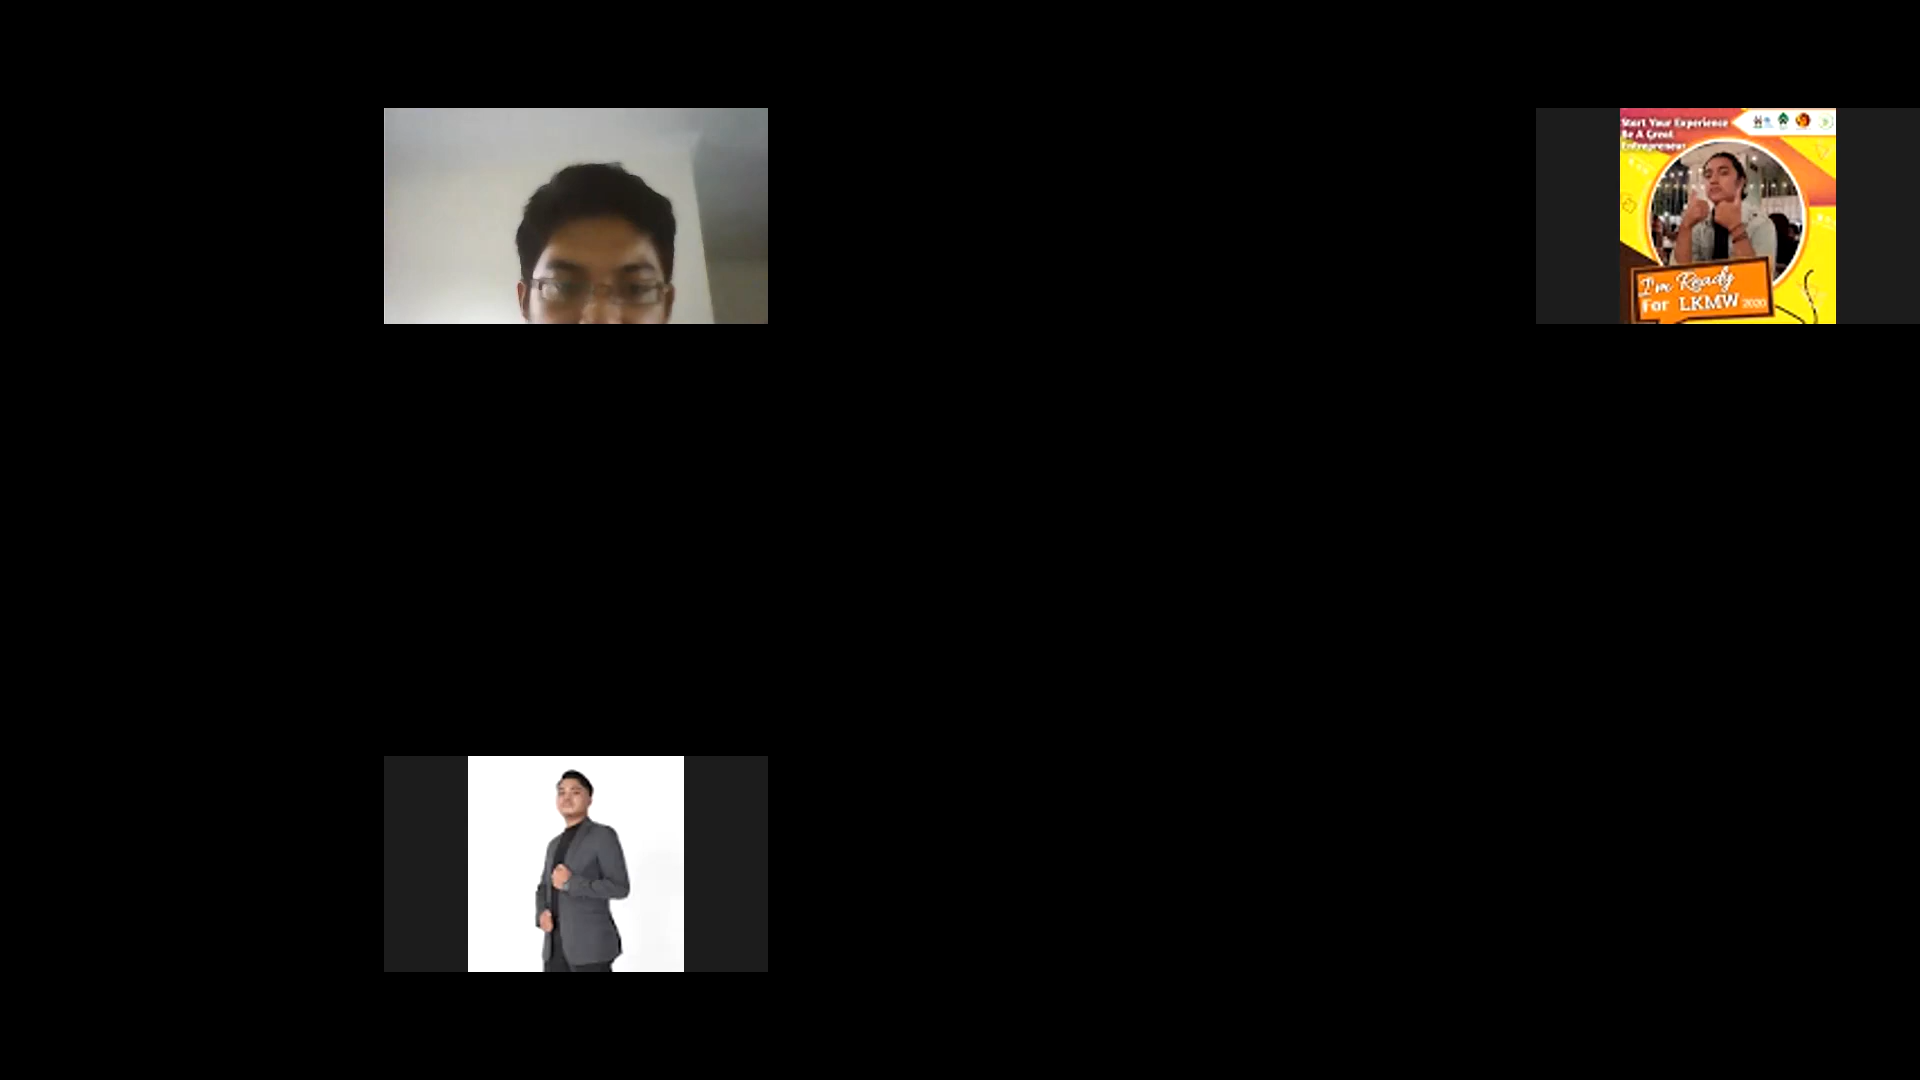 Start Your Experience
Be A Great
Entrepreneur
I'm Ready
For LKMW 2020